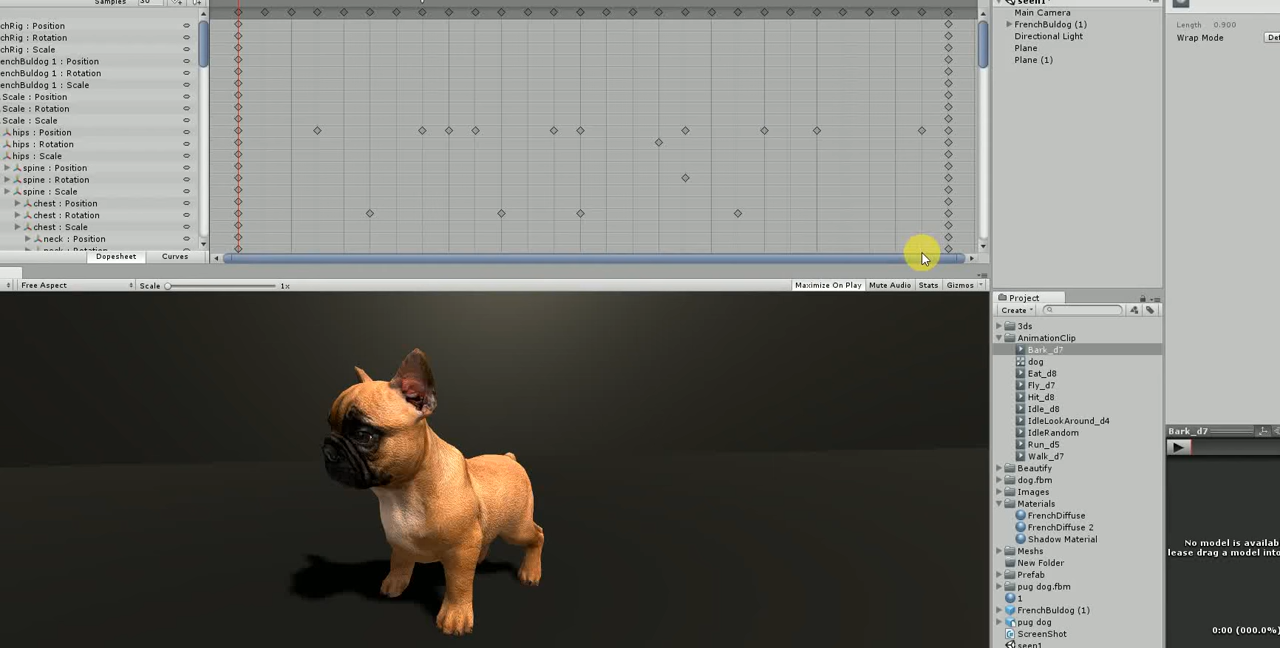 Samples 30
chRig : Position
chRig : Rotation
chRig : Scale
enchBuldog 1 : Position
enchBuldog 1 : Rotation
enchBuldog 1 : Scale
Scale : Position
Scale : Rotation
Scale : Scale
hips : Position
hips : Rotation
hips : Scale
spine : Position
spine : Rotation
spine : Scale
chest : Position
chest : Rotation
chest : Scale
neck : Position
neck : Rotation
Dopesheet Curves
Free Aspect Scale 1x Maximize On Play Mute Audio Stats Gizmos
seen1
Main Camera
FrenchBuldog (1)
Directional Light
Plane
Plane (1)
Length 0.900
Wrap Mode Def
Project
Create
3ds
AnimationClip
Bark_d7
dog
Eat_d8
Fly_d7
Hit_d8
Idle_d8
IdleLookAround_d4
IdleRandom
Run_d5
Walk_d7
Beautify
dog.fbm
Images
Materials
FrenchDiffuse
FrenchDiffuse 2
Shadow Material
Meshes
New Folder
Prefab
pug dog.fbm
1
FrenchBuldog (1)
pug dog
ScreenShot
seen1
Bark_d7
No model is availab
lease drag a model into
0:00 (000.0%)